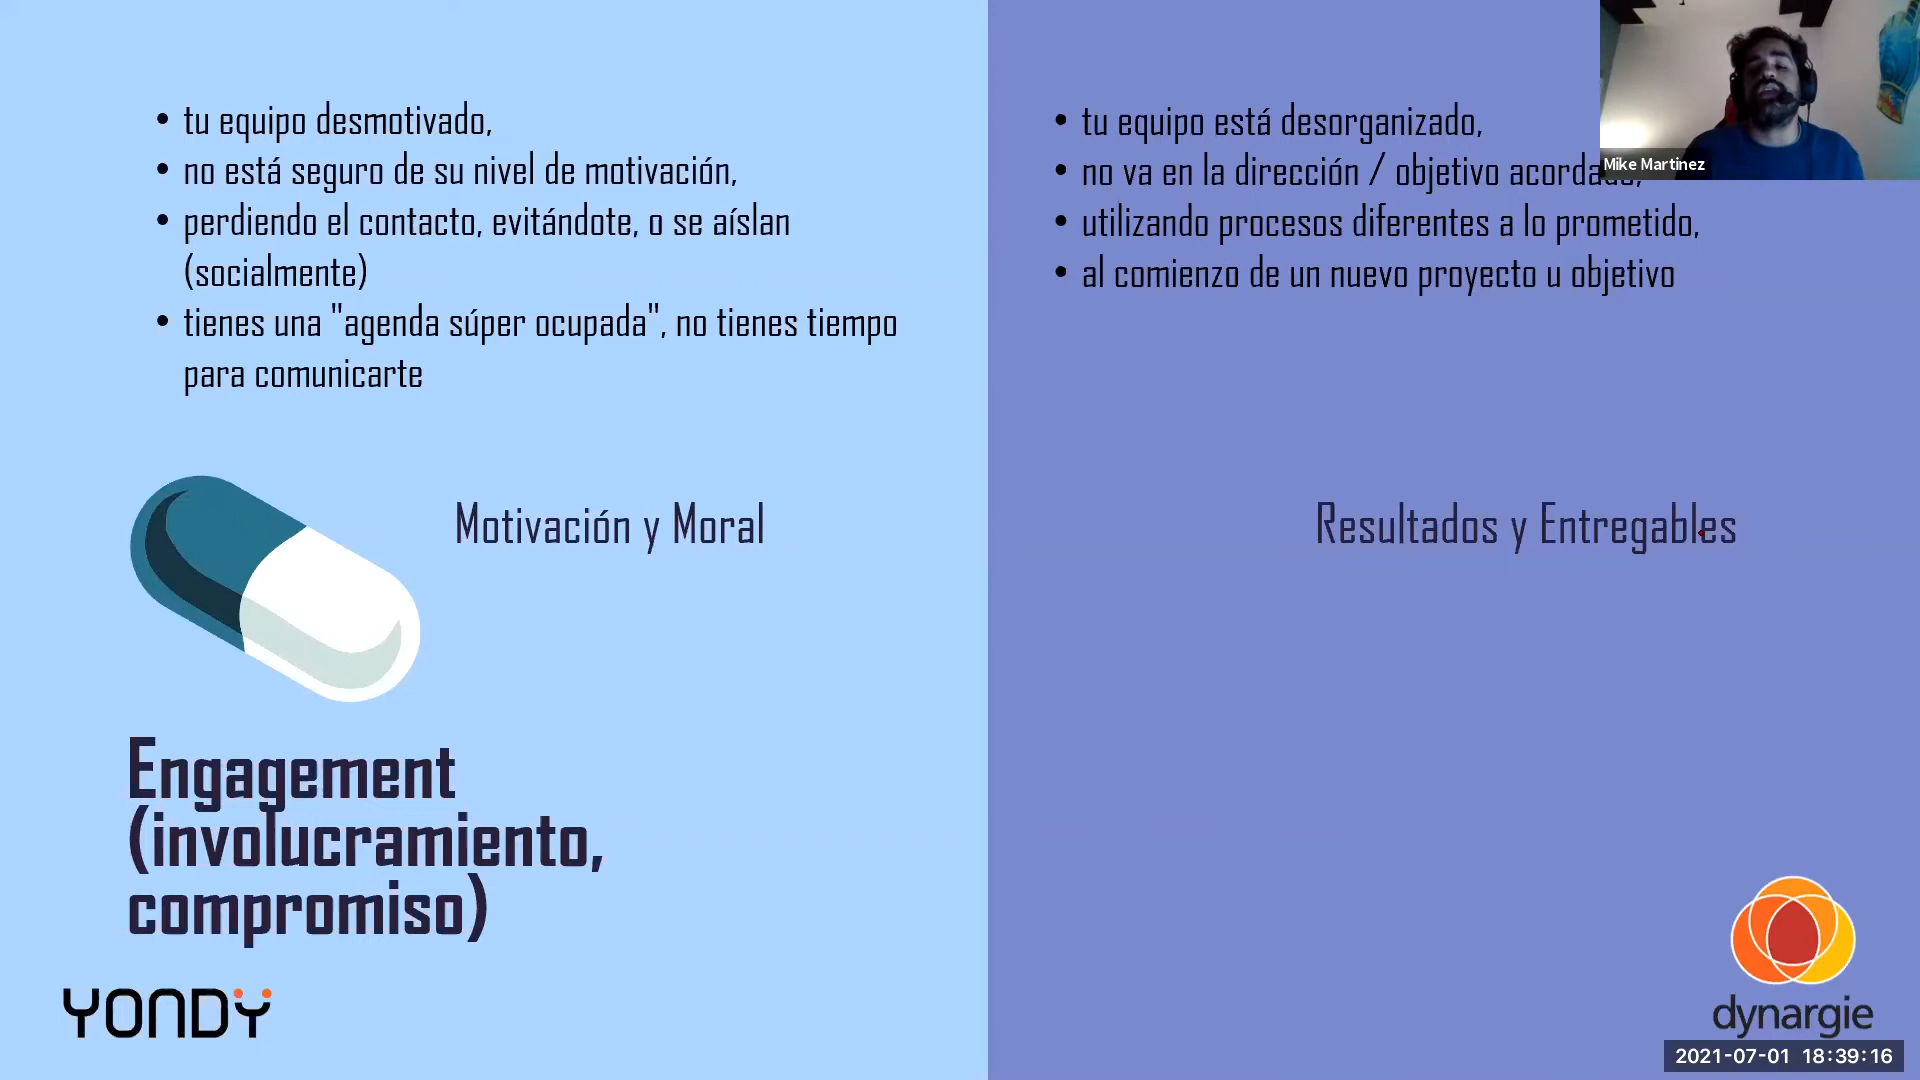 • tu equipo desmotivado,
• no está seguro de su nivel de motivación,
• perdiendo el contacto, evitándote, o se aíslan
(socialmente)
• tienes una "agenda súper ocupada", no tienes tiempo
para comunicarte
Motivación y Moral
Engagement
(involucramiento,
compromiso)
YONDY
• tu equipo está desorganizado,
• no va en la dirección / objetivo
• utilizando procesos diferentes a lo prometido,
• al comienzo de un nuevo proyecto u objetivo
Resultados y Entregables
Mike Martinez
dynargie
2021-07-01 18:39:16